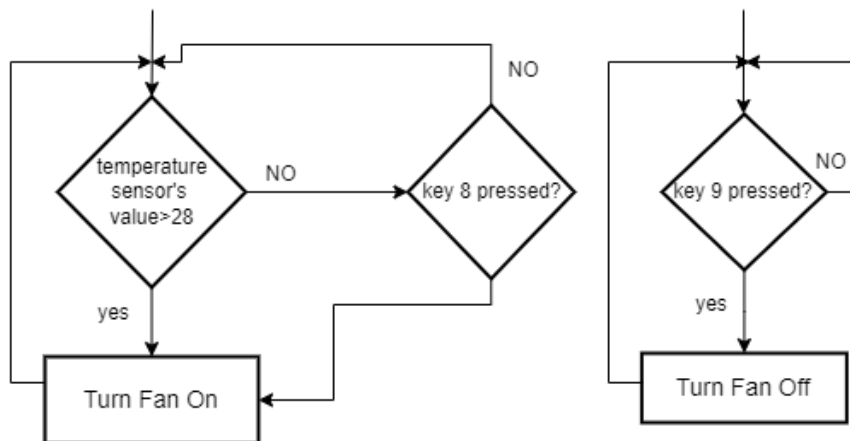 temperature
sensor's
value>28
NO
yes
Turn Fan On
key 8 pressed?
NO
key 9 pressed?
NO
yes
Turn Fan Off